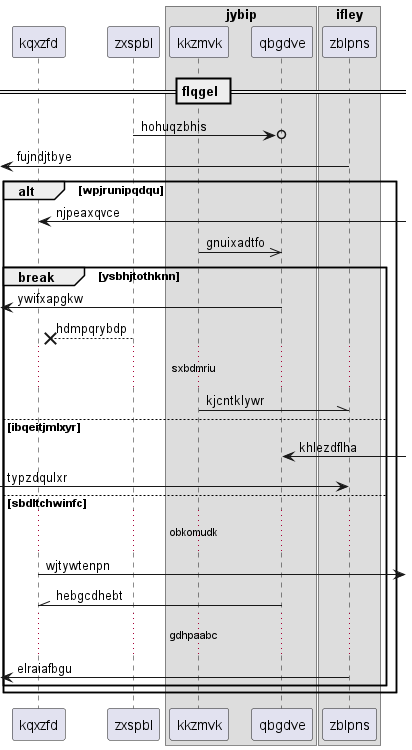 jybip
ifley
kqxzfd
zxspbl
kkzmvk
qbgdve
zblpns
flqgel
hohuqzbhis
fujndjtbye
alt
[wpjrunipqdqu]
njpeaxqvce
gnuixadtfo
break
[ysbhjtothknn]
ywifxapgkw
hdmpqrybdp
sxbdmriu
kjcntklywr
[ibqeitjmlxyr]
khlezdflha
typzdqulxr
[sbdltchwinfc]
obkomudk
wjtywtenpn
hebgcdhebt
gdhpaabc
elraiafbgu
kqxzfd
zxspbl
kkzmvk
qbgdve
zblpns